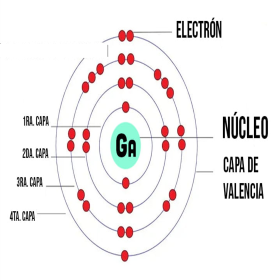 ELECTRÓN
1RA. CAPA
GA
NÚCLEO
2DA. CAPA
CAPA DE
VALENCIA
3RA. CAPA
4TA. CAPA